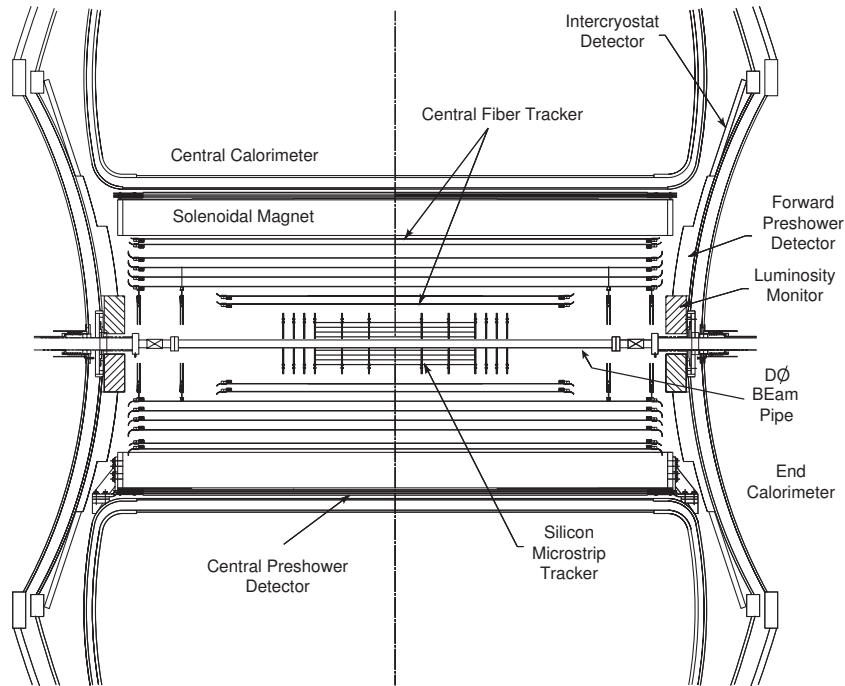 Intercryostat
Detector
Central Fiber Tracker
Central Calorimeter
Solenoidal Magnet
Forward
Preshower
Detector
Luminosity
Monitor
DØ
BEam
Pipe
End
Calorimeter
Silicon
Microstrip
Tracker
Central Preshower
Detector